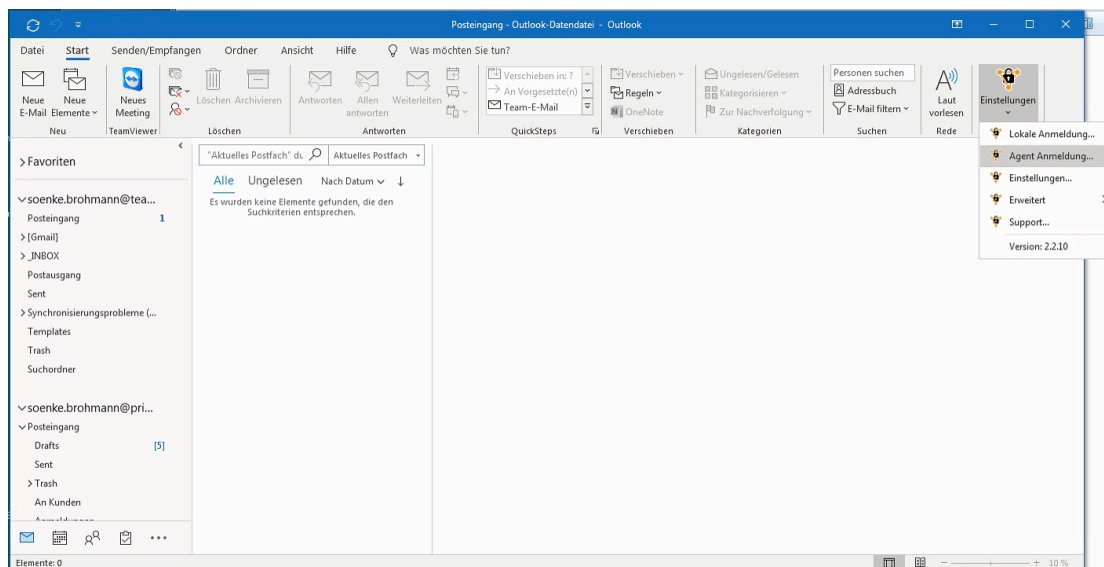 Posteingang - Outlook-Datendatei - Outlook
Datei Start Senden/Empfangen Ordner Ansicht Hilfe Was möchten Sie tun?
Neue E-Mail
Neue Elemente
Neu
Neues Meeting
TeamViewer
Löschen Archivieren
Löschen
Antworten Allen antworten Weiterleiten
Antworten
Verschieben in: ?
An Vorgesetzte(n)
Team-E-Mail
QuickSteps
Verschieben
Regeln
OneNote
Verschieben
Ungelesen/Gelesen
Kategorisieren
Zur Nachverfolgung
Kategorien
Personen suchen
Adressbuch
E-Mail filtern
Suchen
Laut vorlesen
Rede
Einstellungen
Lokale Anmeldung...
Agent Anmeldung...
Einstellungen...
Erweitert
Support...
Version: 2.2.10
Favoriten
soenke.brohmann@tea...
Posteingang 1
[Gmail]
_INBOX
Postausgang
Sent
Synchronisierungsprobleme (...
Templates
Trash
Suchordner
soenke.brohmann@pri...
Posteingang
Drafts [5]
Sent
Trash
An Kunden
"Aktuelles Postfach" du Aktuelles Postfach
Alle Ungelesen Nach Datum
Es wurden keine Elemente gefunden, die den
Suchkriterien entsprechen.
Elemente: 0
10 %